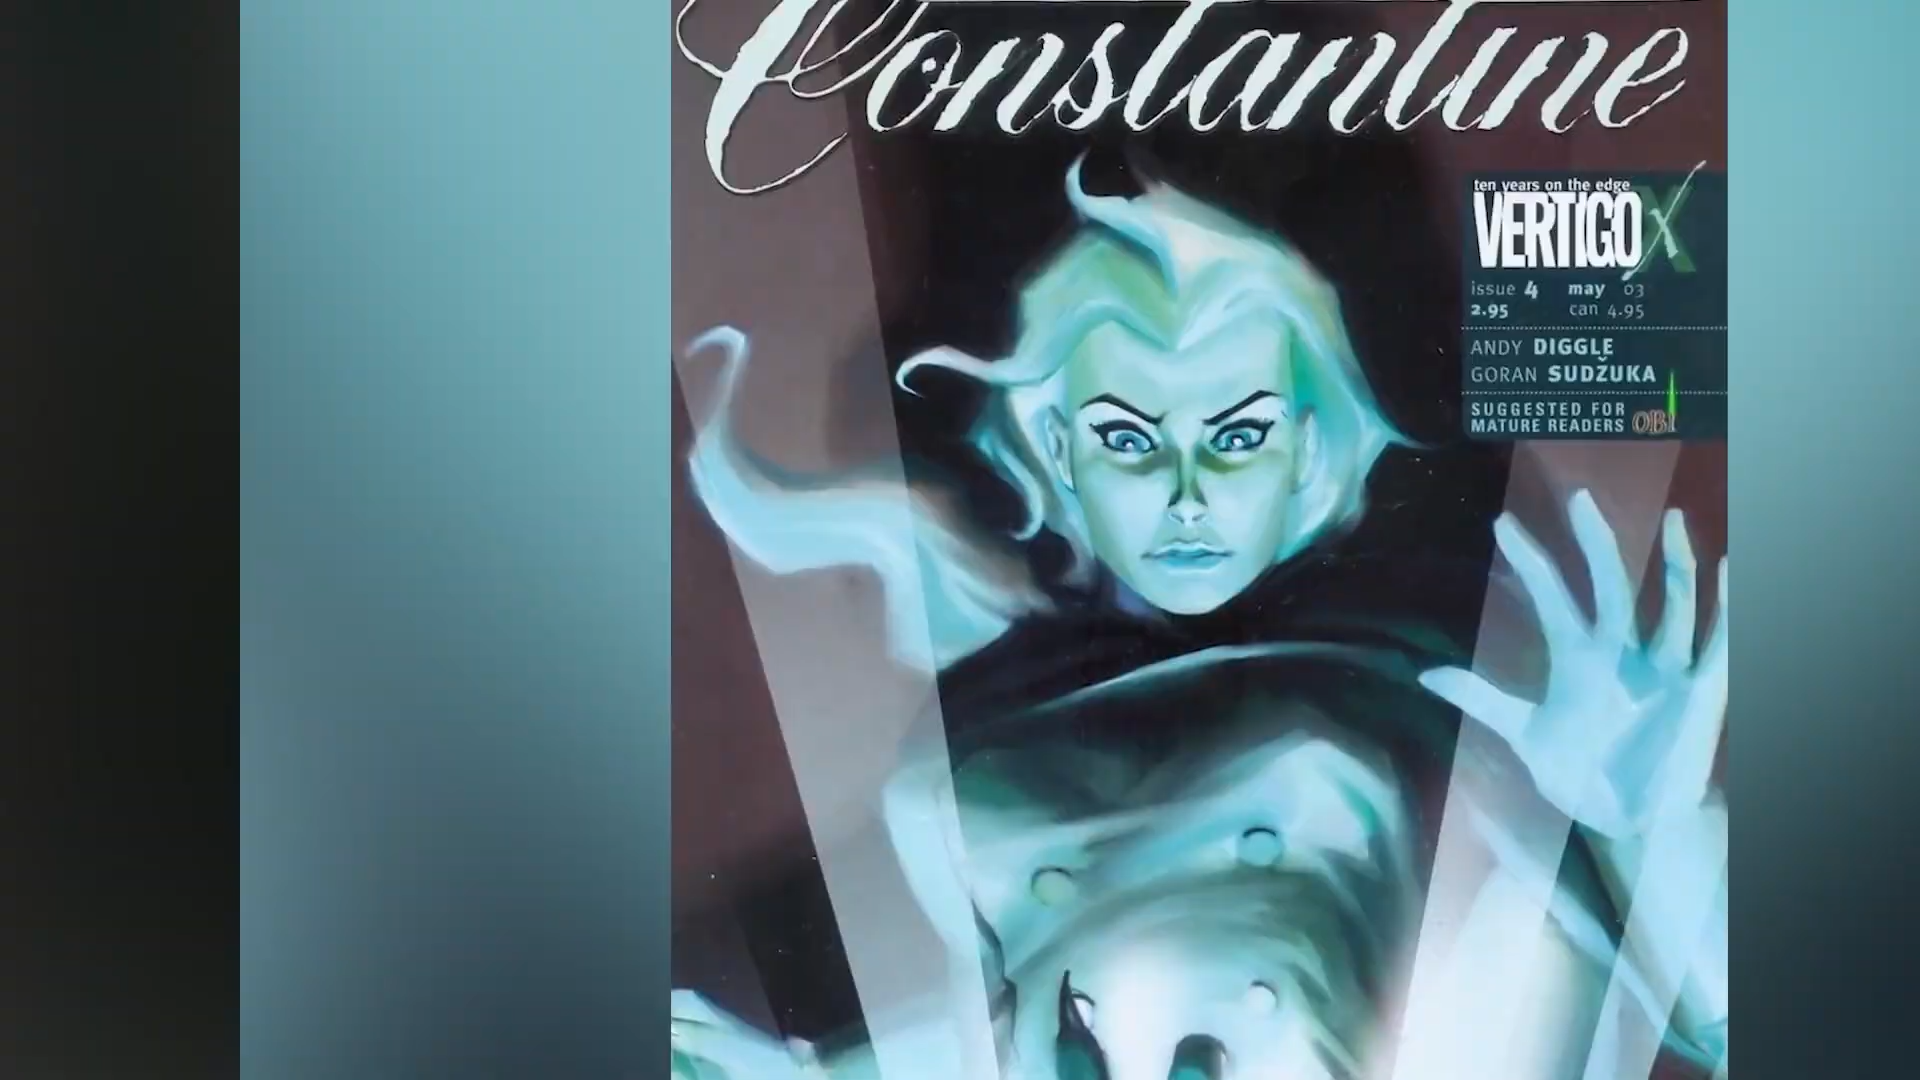 Constantine
ten years on the edge
VERTIGO X
issue 4 may 03
2.95 can 4.95
ANDY DIGGLE
GORAN SUDŽUKA
SUGGESTED FOR
MATURE READERS